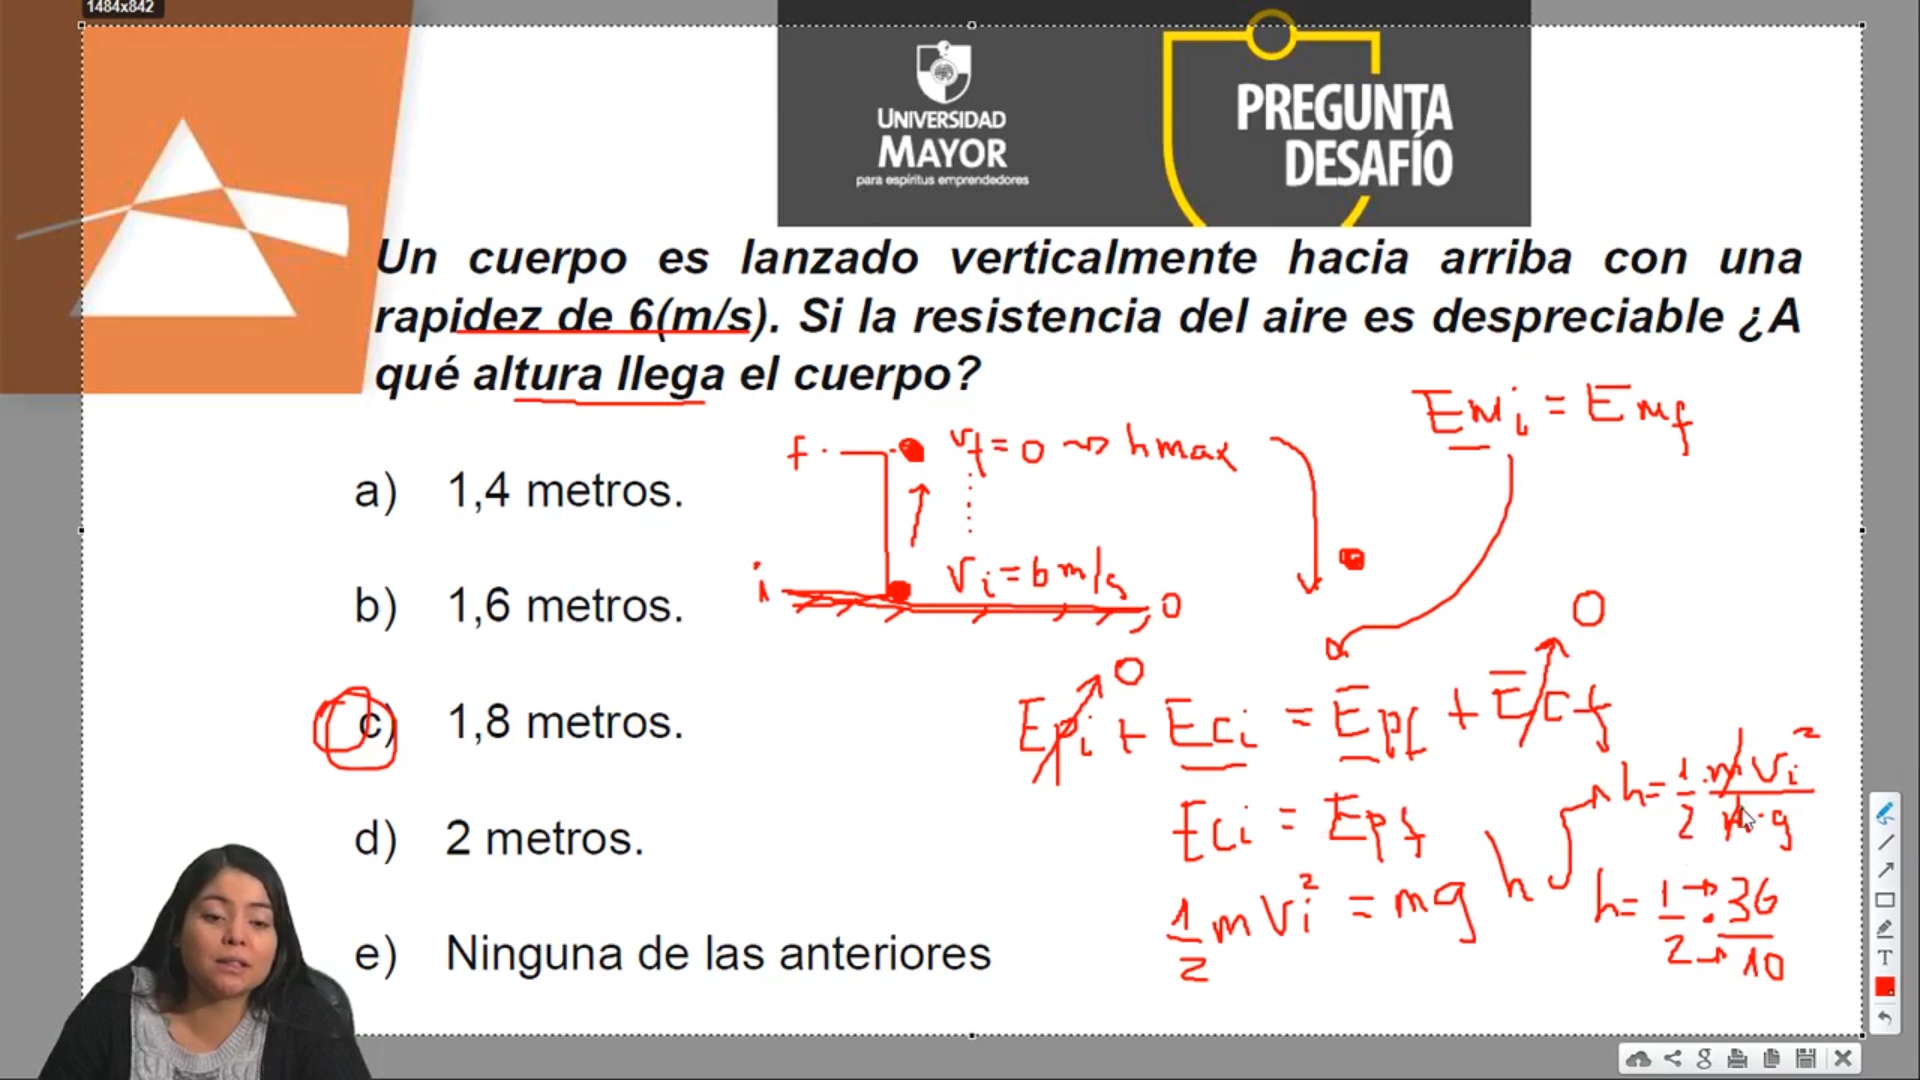 1484x842
UNIVERSIDAD
MAYOR
para espíritus emprendedores
PREGUNTA
DESAFÍO
Un cuerpo es lanzado verticalmente hacia arriba con una
rapidez de 6(m/s). Si la resistencia del aire es despreciable ¿A
qué altura llega el cuerpo?
Emi = Emf
f
vf = 0 → hmax
a) 1,4 metros.
i
vi = 6 m/s
0
b) 1,6 metros.
0
0
c) 1,8 metros.
Epi + Eci = Epf + Ecf
h = 1/2 · m vi² / m · g
d) 2 metros.
Eci = Epf
1/2 m vi² = mg h
h = 1/2 · 36/10
e) Ninguna de las anteriores
T
g